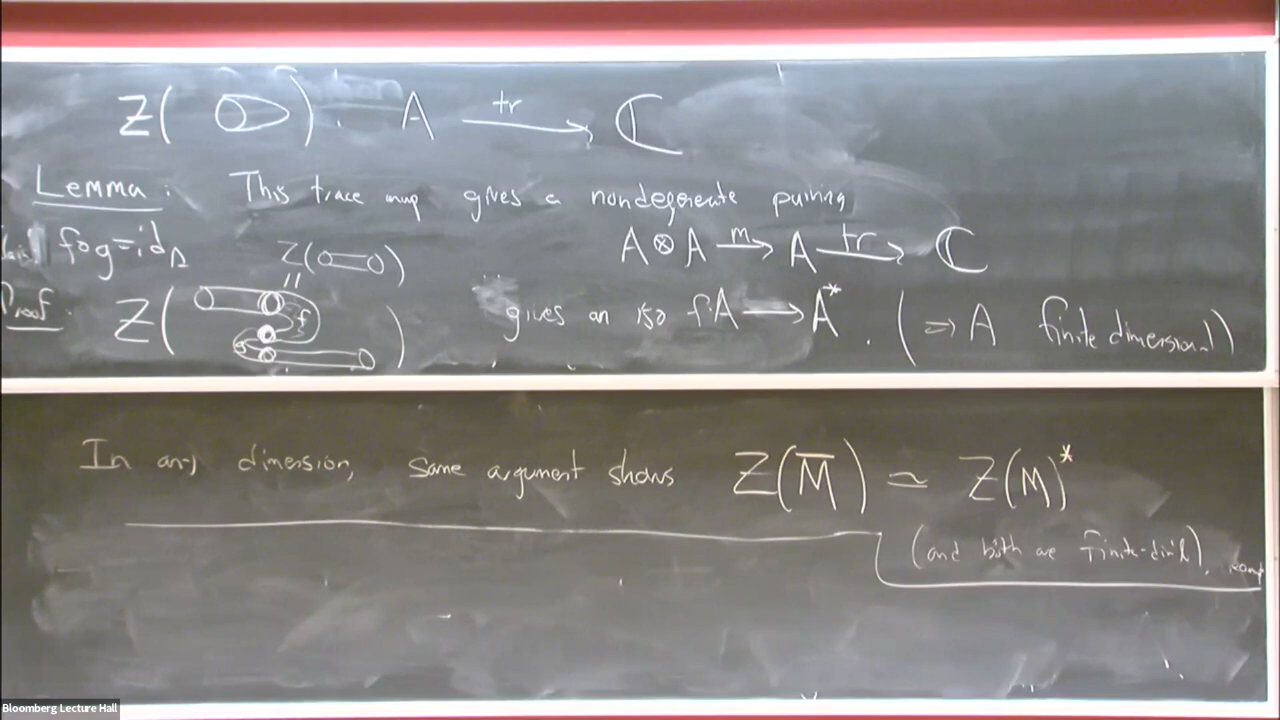 Z( ) : A —tr→ ℂ
Lemma: This trace map gives a nondegenerate pairing
f∘g=id_A Z( ) A ⊗ A —m→ A —tr→ ℂ
Proof: Z( f ) gives an iso f: A → A* . (⇒ A finite dimensional)
In any dimension, same argument shows Z(M̄) ≃ Z(M)*
(and both are finite-dim'l),
Bloomberg Lecture Hall